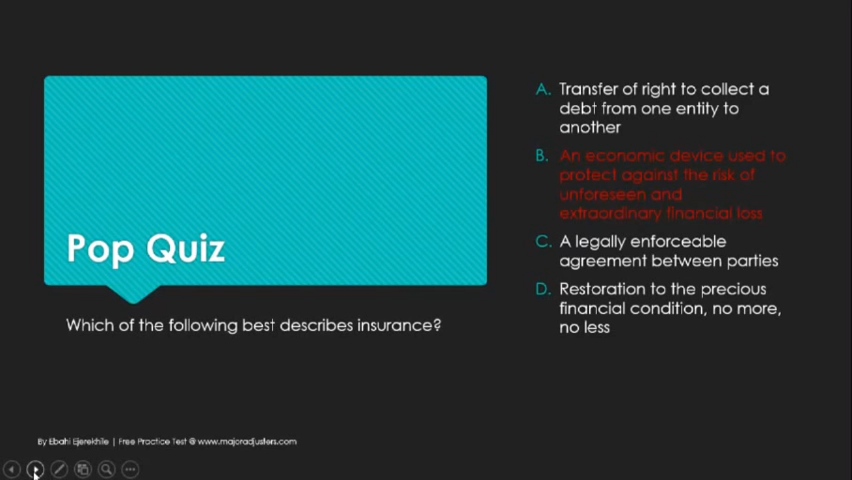 Pop Quiz
Which of the following best describes insurance?
A. Transfer of right to collect a
debt from one entity to
another
B. An economic device used to
protect against the risk of
unforeseen and
extraordinary financial loss
C. A legally enforceable
agreement between parties
D. Restoration to the precious
financial condition, no more,
no less
By Ebahi Ejerekhile | Free Practice Test @ www.majoradjusters.com